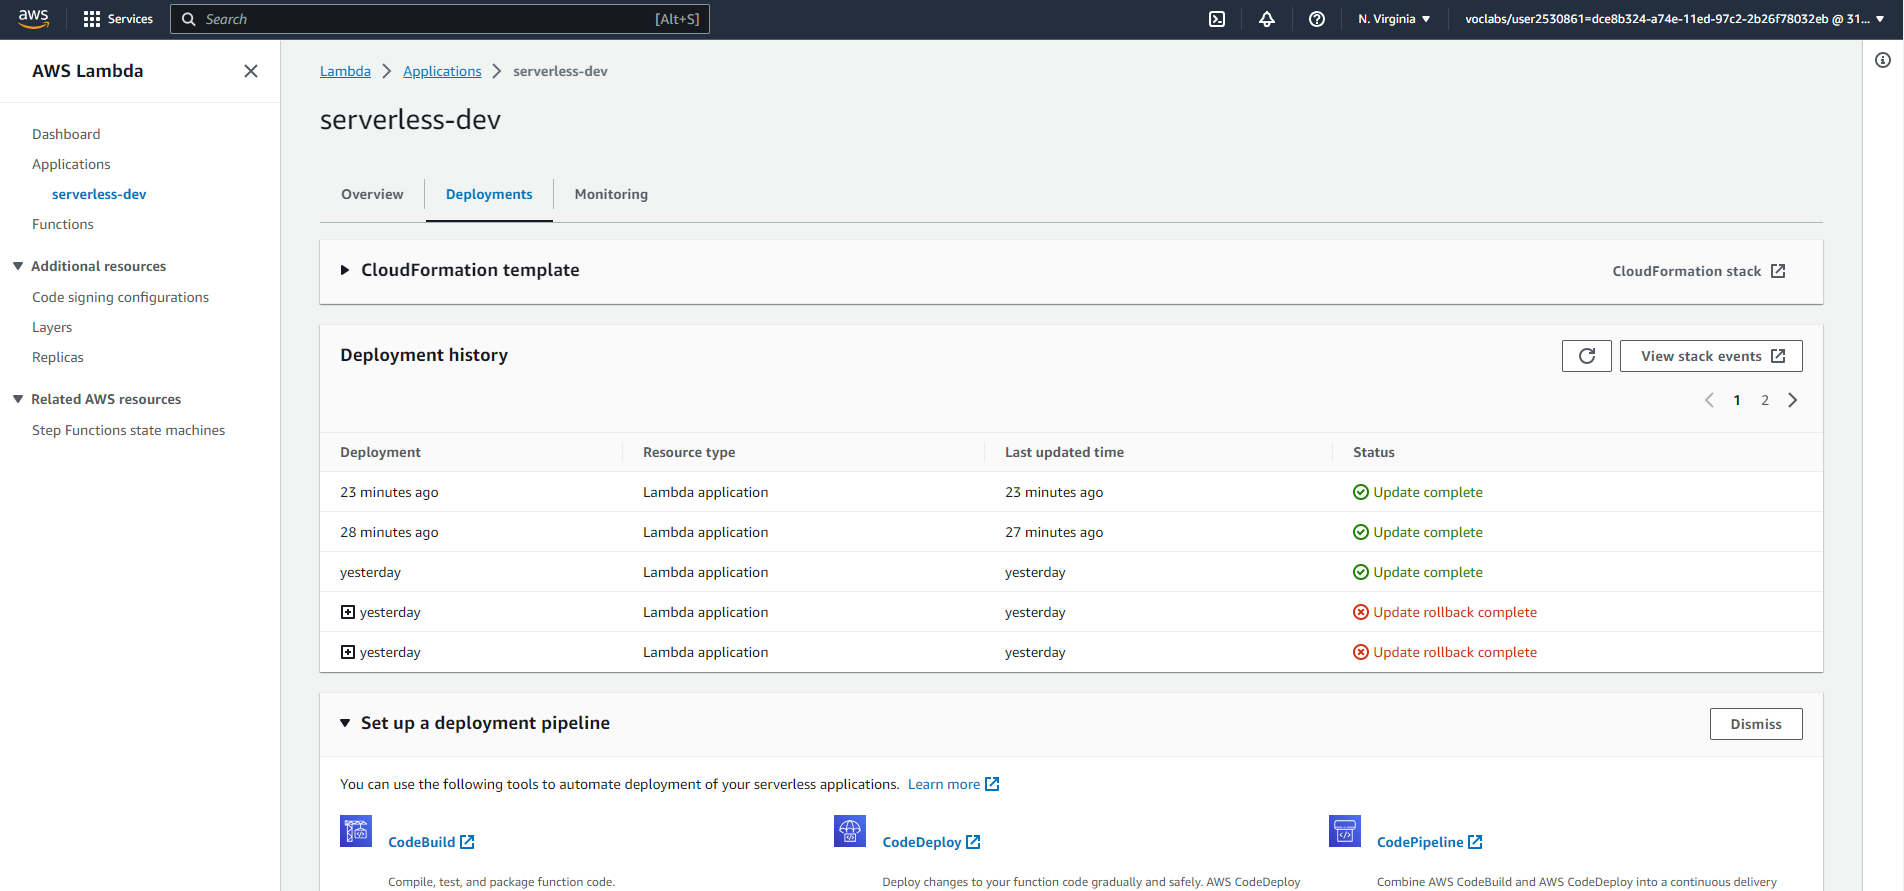 aws
Services
Search [Alt+S]
N. Virginia
voclabs/user2530861=dce8b324-a74e-11ed-97c2-2b26f78032eb @ 31...
AWS Lambda
Dashboard
Applications
serverless-dev
Functions
Additional resources
Code signing configurations
Layers
Replicas
Related AWS resources
Step Functions state machines
Lambda > Applications > serverless-dev
serverless-dev
Overview Deployments Monitoring
CloudFormation template
CloudFormation stack
Deployment history
View stack events
1 2
Deployment Resource type Last updated time Status
23 minutes ago Lambda application 23 minutes ago Update complete
28 minutes ago Lambda application 27 minutes ago Update complete
yesterday Lambda application yesterday Update complete
yesterday Lambda application yesterday Update rollback complete
yesterday Lambda application yesterday Update rollback complete
Set up a deployment pipeline
Dismiss
You can use the following tools to automate deployment of your serverless applications. Learn more
CodeBuild
Compile, test, and package function code.
CodeDeploy
Deploy changes to your function code gradually and safely. AWS CodeDeploy
CodePipeline
Combine AWS CodeBuild and AWS CodeDeploy into a continuous delivery